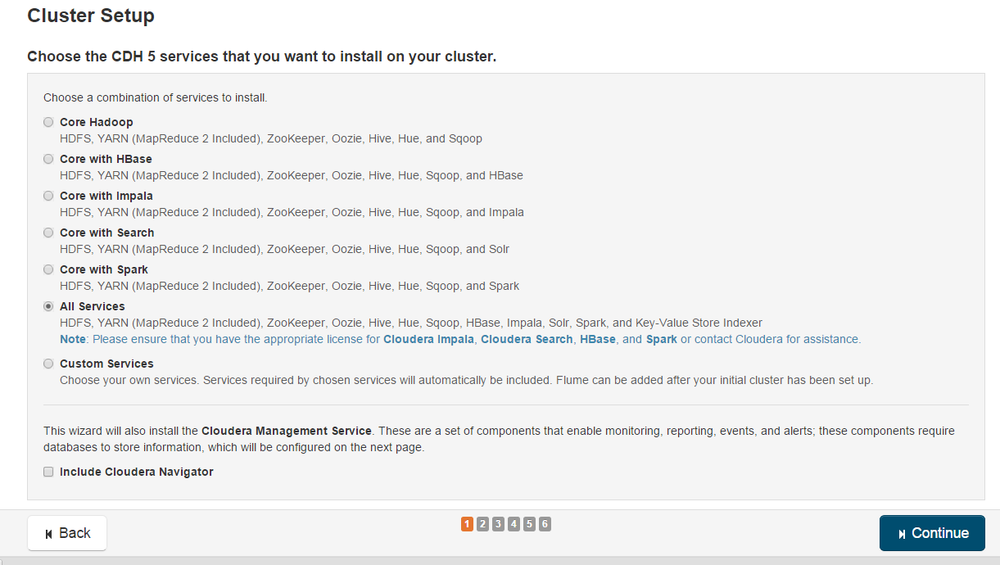 Cluster Setup
Choose the CDH 5 services that you want to install on your cluster.
Choose a combination of services to install.
Core Hadoop
HDFS, YARN (MapReduce 2 Included), ZooKeeper, Oozie, Hive, Hue, and Sqoop
Core with HBase
HDFS, YARN (MapReduce 2 Included), ZooKeeper, Oozie, Hive, Hue, Sqoop, and HBase
Core with Impala
HDFS, YARN (MapReduce 2 Included), ZooKeeper, Oozie, Hive, Hue, Sqoop, and Impala
Core with Search
HDFS, YARN (MapReduce 2 Included), ZooKeeper, Oozie, Hive, Hue, Sqoop, and Solr
Core with Spark
HDFS, YARN (MapReduce 2 Included), ZooKeeper, Oozie, Hive, Hue, Sqoop, and Spark
All Services
HDFS, YARN (MapReduce 2 Included), ZooKeeper, Oozie, Hive, Hue, Sqoop, HBase, Impala, Solr, Spark, and Key-Value Store Indexer
Note: Please ensure that you have the appropriate license for Cloudera Impala, Cloudera Search, HBase, and Spark or contact Cloudera for assistance.
Custom Services
Choose your own services. Services required by chosen services will automatically be included. Flume can be added after your initial cluster has been set up.
This wizard will also install the Cloudera Management Service. These are a set of components that enable monitoring, reporting, events, and alerts; these components require
databases to store information, which will be configured on the next page.
Include Cloudera Navigator
Back
1 2 3 4 5 6
Continue